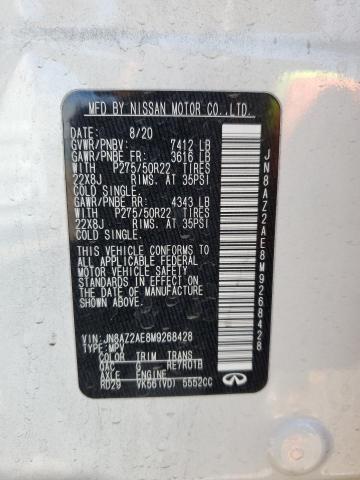 MFD BY NISSAN MOTOR CO.,LTD.
DATE: 8/20
GVWR/PNBV: 7412 LB
GAWR/PNBE FR: 3616 LB
WITH P275/50R22 TIRES
22X8J RIMS. AT 35PSI
COLD SINGLE.
GAWR/PNBE RR: 4343 LB
WITH P275/50R22 TIRES
22X8J RIMS. AT 35PSI
COLD SINGLE.
THIS VEHICLE CONFORMS TO
ALL APPLICABLE FEDERAL
MOTOR VEHICLE SAFETY
STANDARDS IN EFFECT ON
THE DATE OF MANUFACTURE
SHOWN ABOVE.
VIN: JN8AZ2AE8M9268428
TYPE: MPV
COLOR TRIM TRANS
QAC G RE7R01B
AXLE ENGINE
RD29 VK56(VD) 5552CC
INFINITI
JN8AZ2AE8M9268428